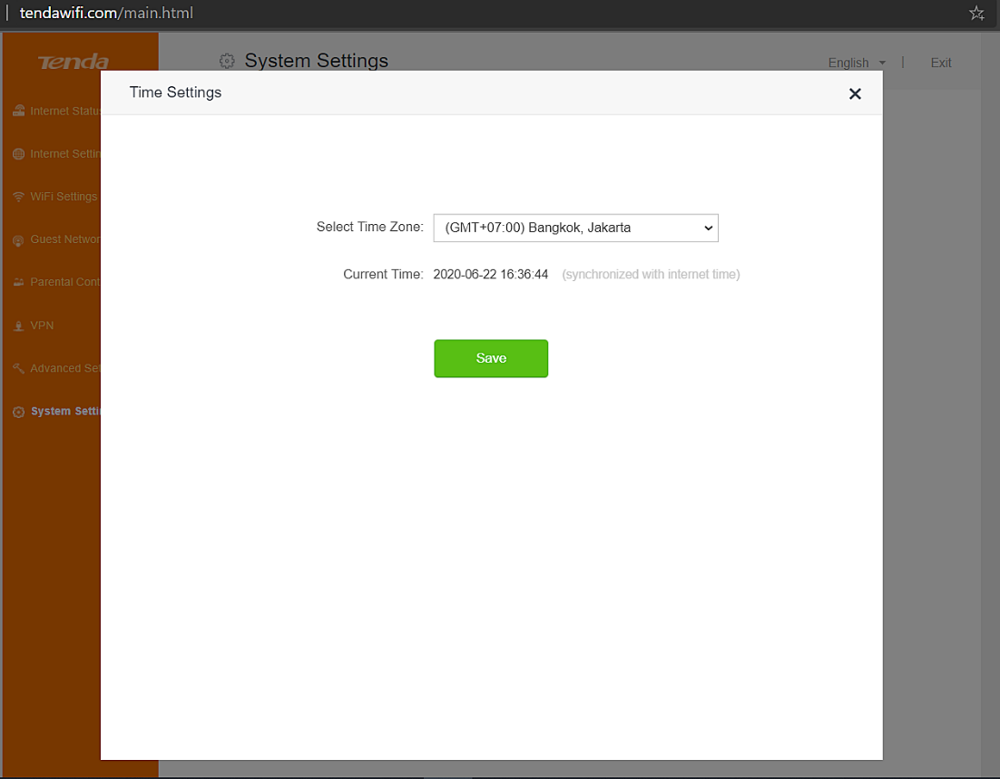 tendawifi.com/main.html
Tenda
System Settings
English
Exit
Time Settings
Internet Status
Internet Settin
WiFi Settings
Guest Networ
Parental Cont
VPN
Advanced Set
System Settin
Select Time Zone: (GMT+07:00) Bangkok, Jakarta
Current Time: 2020-06-22 16:36:44 (synchronized with internet time)
Save